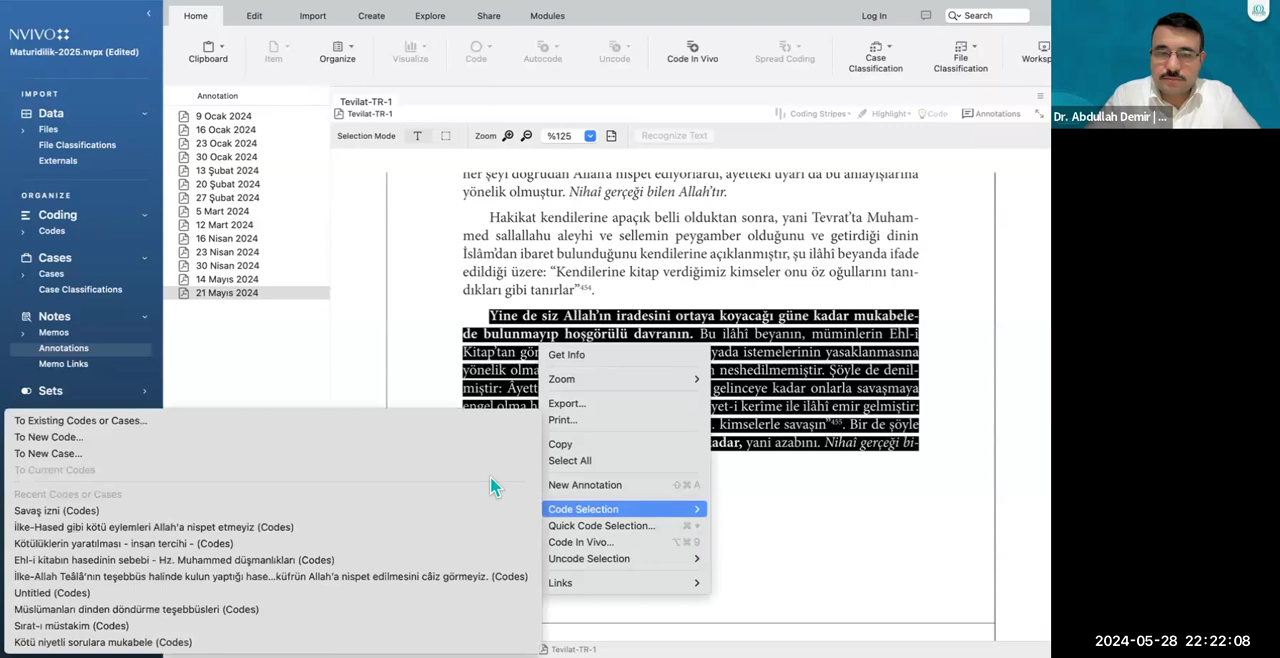 Home
Edit
Import
Create
Explore
Share
Modules
Log In
Search
NVIVO
Maturidilik-2025.nvpx (Edited)
Clipboard
Item
Organize
Visualize
Code
Autocode
Uncode
Code In Vivo
Spread Coding
Case Classification
File Classification
Worksp
IMPORT
Data
Files
File Classifications
Externals
ORGANIZE
Coding
Codes
Cases
Cases
Case Classifications
Notes
Memos
Annotations
Memo Links
Sets
Annotation
9 Ocak 2024
16 Ocak 2024
23 Ocak 2024
30 Ocak 2024
13 Şubat 2024
20 Şubat 2024
27 Şubat 2024
5 Mart 2024
12 Mart 2024
16 Nisan 2024
23 Nisan 2024
30 Nisan 2024
14 Mayıs 2024
21 Mayıs 2024
Tevilat-TR-1
Tevilat-TR-1
Coding Stripes
Highlight
Code
Annotations
Selection Mode
Zoom
%125
Recognize Text
her şeyi doğrudan Allah'a nispet ediyorlardı, ayetteki uyarı da bu anlayışlarına
yönelik olmuştur. Nihaî gerçeği bilen Allah'tır.
Hakikat kendilerine apaçık belli olduktan sonra, yani Tevrat'ta Muham-
med sallallahu aleyhi ve sellemin peygamber olduğunu ve getirdiği dinin
İslâm'dan ibaret bulunduğunu kendilerine açıklanmıştır, şu ilâhî beyanda ifade
edildiği üzere: “Kendilerine kitap verdiğimiz kimseler onu öz oğullarını tanı-
dıkları gibi tanırlar”454.
Yine de siz Allah'ın iradesini ortaya koyacağı güne kadar mukabele-
de bulunmayıp hoşgörülü davranın. Bu ilâhî beyanın, müminlerin Ehl-i
Kitap'tan gör yada istemelerinin yasaklanmasına
yönelik olma n neshedilmemiştir. Şöyle de denil-
miştir: Âyett gelinceye kadar onlarla savaşmaya
engel olma h yet-i kerime ile ilâhî emir gelmiştir:
. kimselerle savaşın”455. Bir de şöyle
adar, yani azabını. Nihaî gerçeği bi-
Get Info
Zoom
Export...
Print...
Copy
Select All
New Annotation ⇧⌘A
Code Selection
Quick Code Selection...
Code In Vivo... ⌥⌘9
Uncode Selection
Links
To Existing Codes or Cases...
To New Code...
To New Case...
To Current Codes
Recent Codes or Cases
Savaş izni (Codes)
İlke-Hased gibi kötü eylemleri Allah'a nispet etmeyiz (Codes)
Kötülüklerin yaratılması - insan tercihi - (Codes)
Ehl-i kitabın hasedinin sebebi - Hz. Muhammed düşmanlıkları (Codes)
İlke-Allah Teâlâ'nın teşebbüs halinde kulun yaptığı hase...küfrün Allah'a nispet edilmesini câiz görmeyiz. (Codes)
Untitled (Codes)
Müslümanları dinden döndürme teşebbüsleri (Codes)
Sırat-ı müstakim (Codes)
Kötü niyetli sorulara mukabele (Codes)
Tevilat-TR-1
Dr. Abdullah Demir | ...
2024-05-28 22:22:08